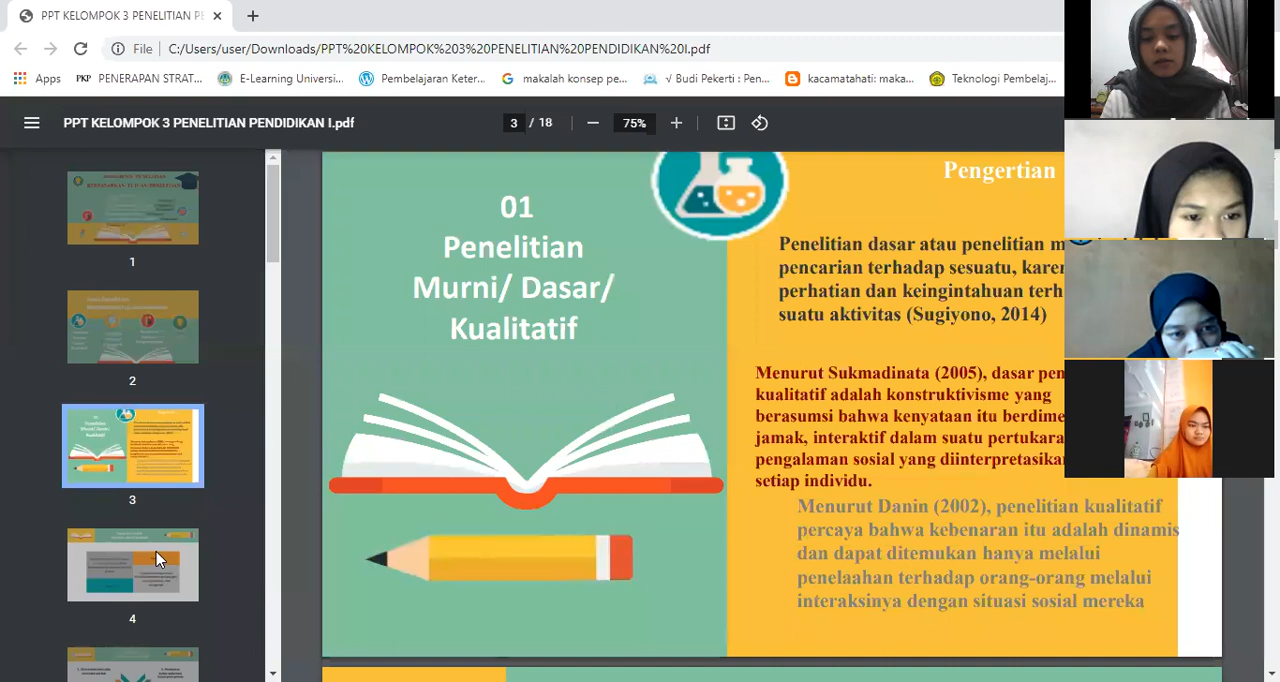 PPT KELOMPOK 3 PENELITIAN PE
File
C:/Users/user/Downloads/PPT%20KELOMPOK%203%20PENELITIAN%20PENDIDIKAN%20I.pdf
Apps
PKP PENERAPAN STRAT...
E-Learning Universi...
Pembelajaran Keter...
makalah konsep pe...
√ Budi Pekerti : Pen...
kacamatahati: maka...
Teknologi Pembelaj...
PPT KELOMPOK 3 PENELITIAN PENDIDIKAN I.pdf
3 / 18
75%
1
2
3
4
01
Penelitian
Murni/ Dasar/
Kualitatif
Pengertian
Penelitian dasar atau penelitian m
pencarian terhadap sesuatu, karen
perhatian dan keingintahuan terh
suatu aktivitas (Sugiyono, 2014)
Menurut Sukmadinata (2005), dasar pen
kualitatif adalah konstruktivisme yang
berasumsi bahwa kenyataan itu berdime
jamak, interaktif dalam suatu pertukara
pengalaman sosial yang diinterpretasika
setiap individu.
Menurut Danin (2002), penelitian kualitatif
percaya bahwa kebenaran itu adalah dinamis
dan dapat ditemukan hanya melalui
penelaahan terhadap orang-orang melalui
interaksinya dengan situasi sosial mereka